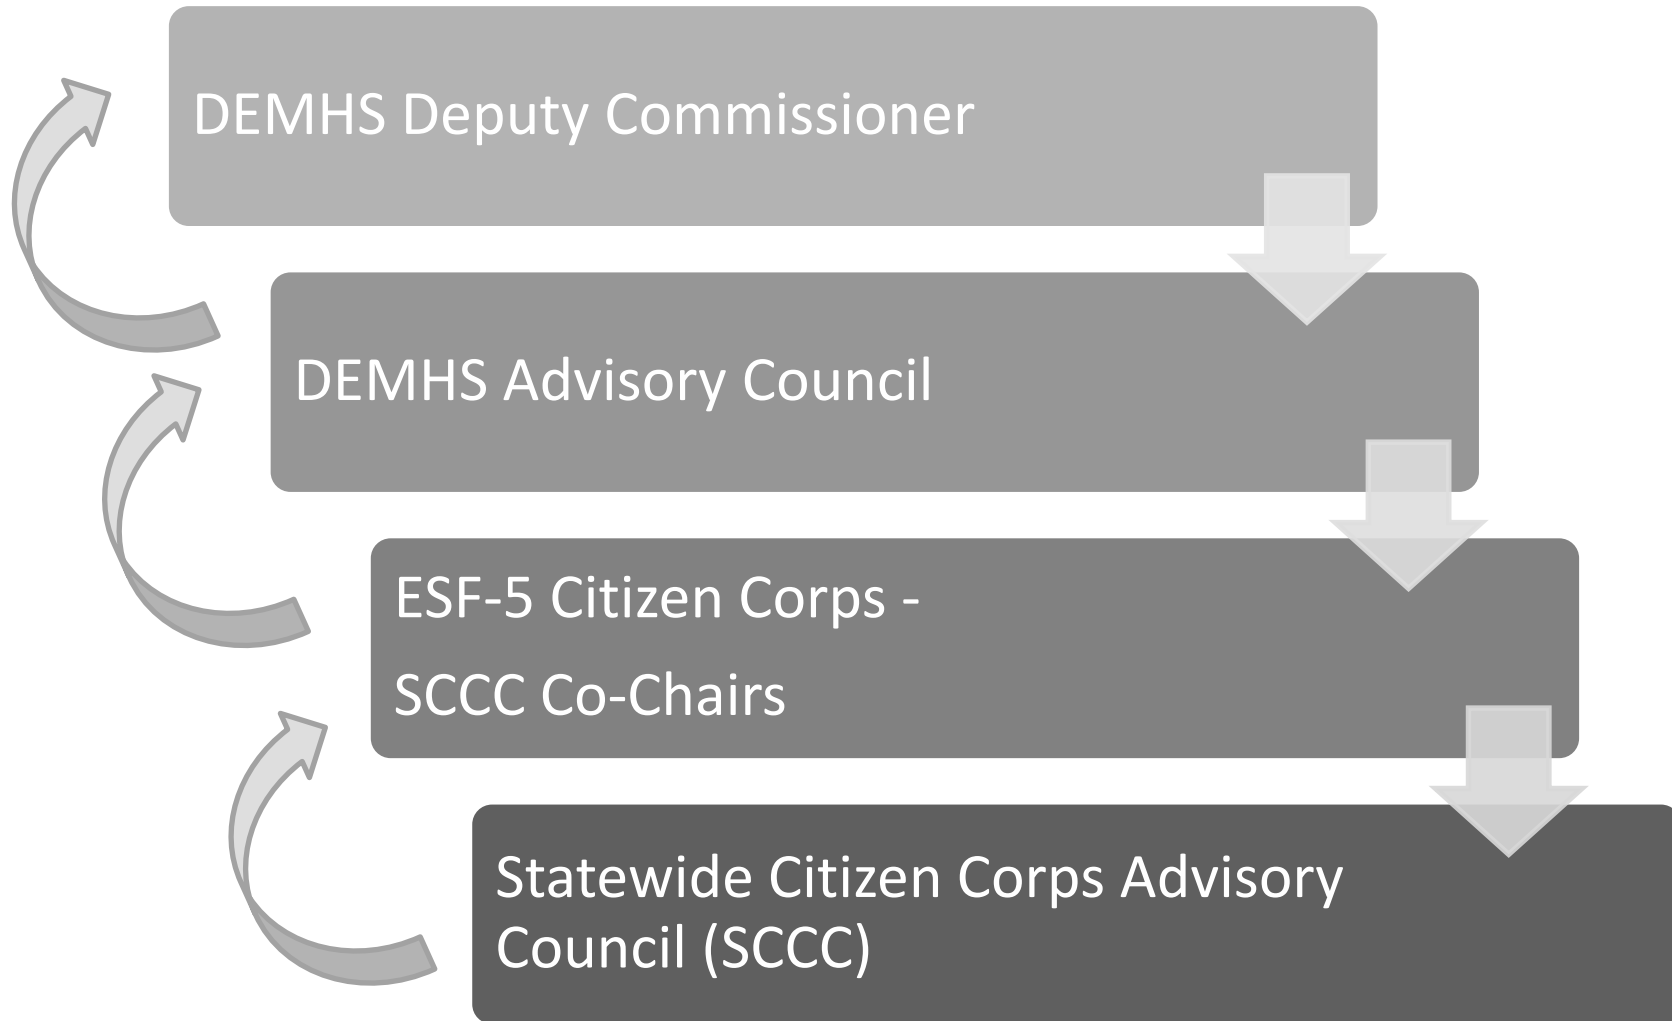 DEMHS Deputy Commissioner
DEMHS Advisory Council
ESF-5 Citizen Corps -
SCCC Co-Chairs
Statewide Citizen Corps Advisory
Council (SCCC)